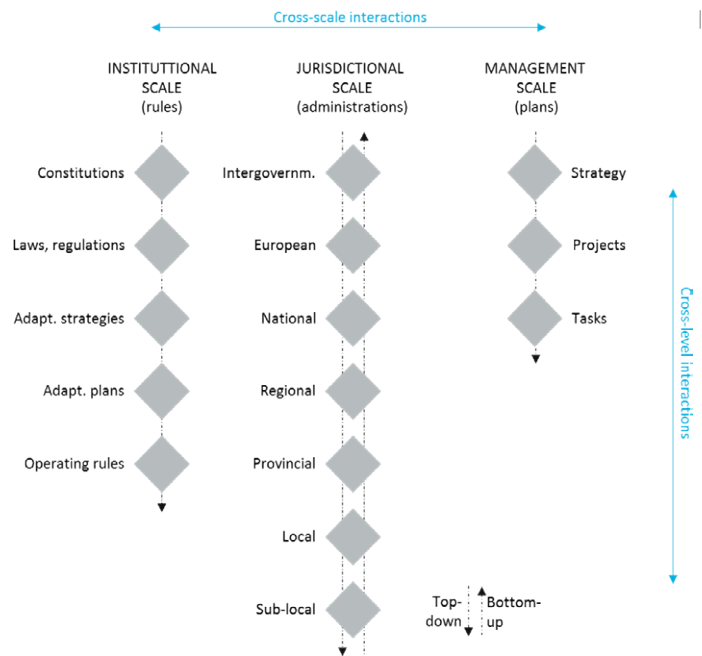 Cross-scale interactions
INSTITUTTIONAL
SCALE
(rules)
JURISDICTIONAL
SCALE
(administrations)
MANAGEMENT
SCALE
(plans)
Constitutions
Laws, regulations
Adapt. strategies
Adapt. plans
Operating rules
Intergovernm.
European
National
Regional
Provincial
Local
Sub-local
Strategy
Projects
Tasks
Cross-level interactions
Top-
down
Bottom-
up